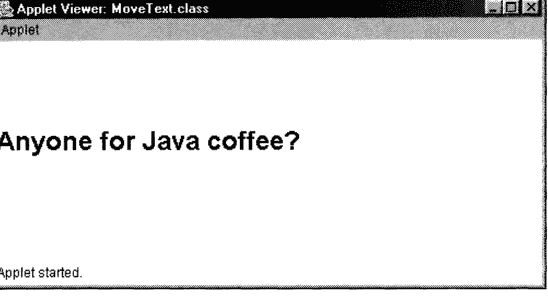 Applet Viewer: MoveText.class
Applet
Anyone for Java coffee?
Applet started.